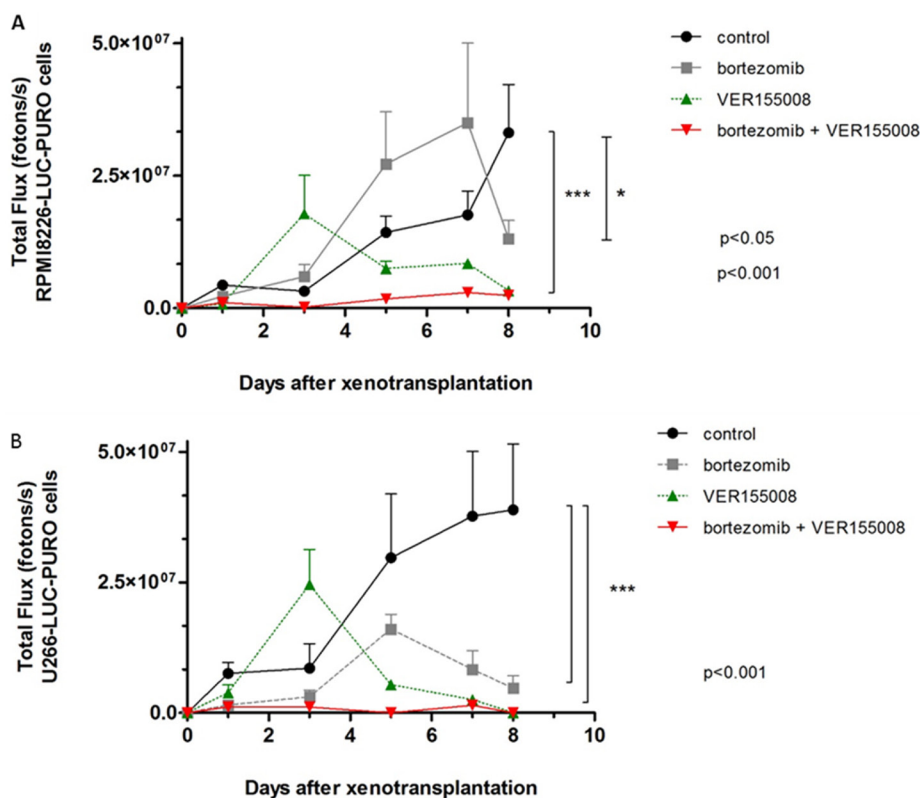 A
Total Flux (fotons/s)
RPMI8226-LUC-PURO cells
5.0×10⁰⁷
2.5×10⁰⁷
0.0
0 2 4 6 8 10
Days after xenotransplantation
control
bortezomib
VER155008
bortezomib + VER155008
*** *
p<0.05
p<0.001
B
Total Flux (fotons/s)
U266-LUC-PURO cells
5.0×10⁰⁷
2.5×10⁰⁷
0.0
0 2 4 6 8 10
Days after xenotransplantation
control
bortezomib
VER155008
bortezomib + VER155008
***
p<0.001